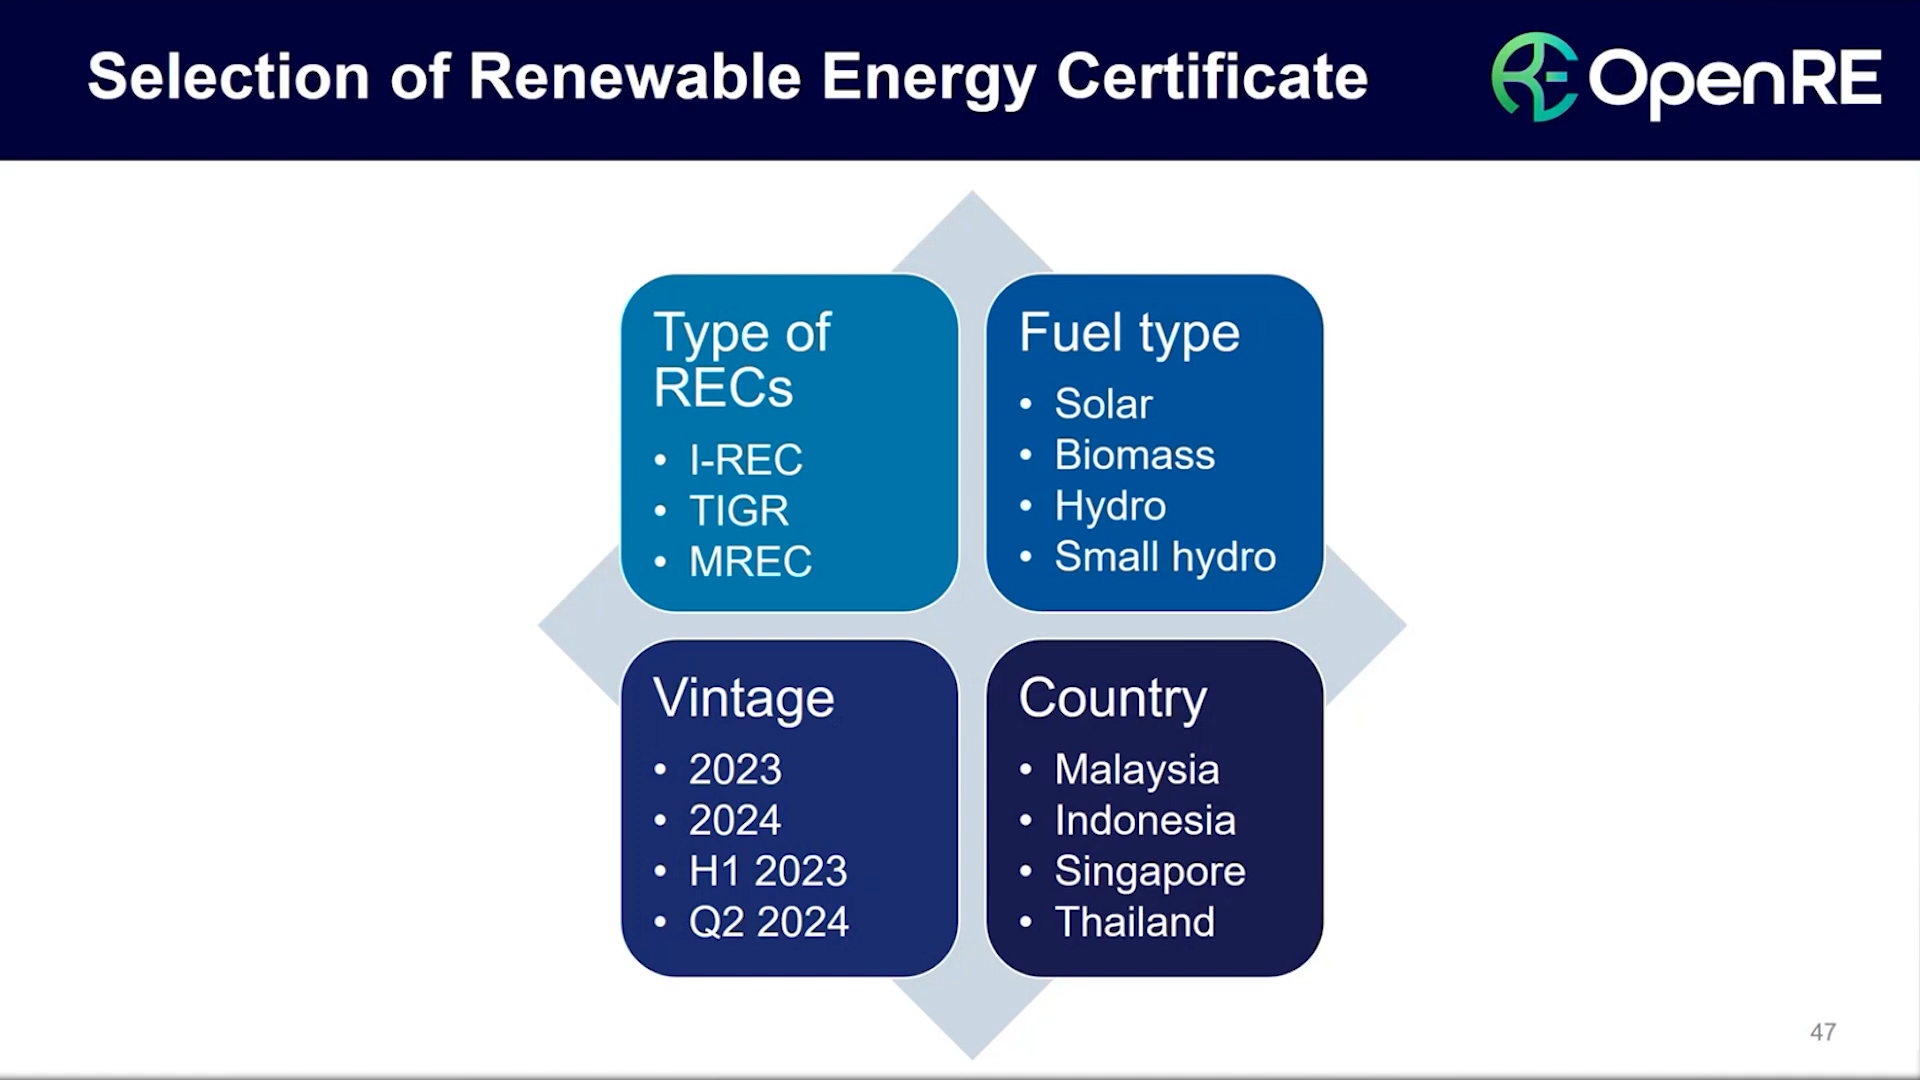 Selection of Renewable Energy Certificate
OpenRE
Type of
RECs
• I-REC
• TIGR
• MREC
Fuel type
• Solar
• Biomass
• Hydro
• Small hydro
Vintage
• 2023
• 2024
• H1 2023
• Q2 2024
Country
• Malaysia
• Indonesia
• Singapore
• Thailand
47